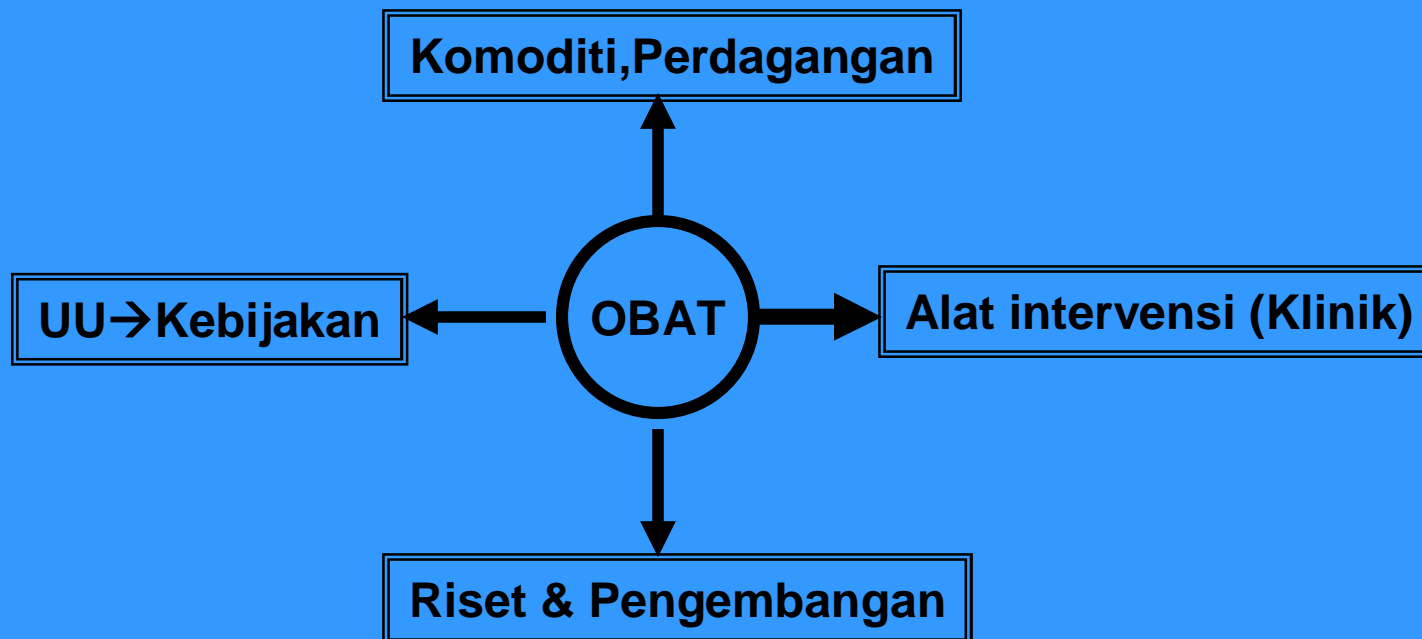 Komoditi,Perdagangan
UU→Kebijakan
OBAT
Alat intervensi (Klinik)
Riset & Pengembangan